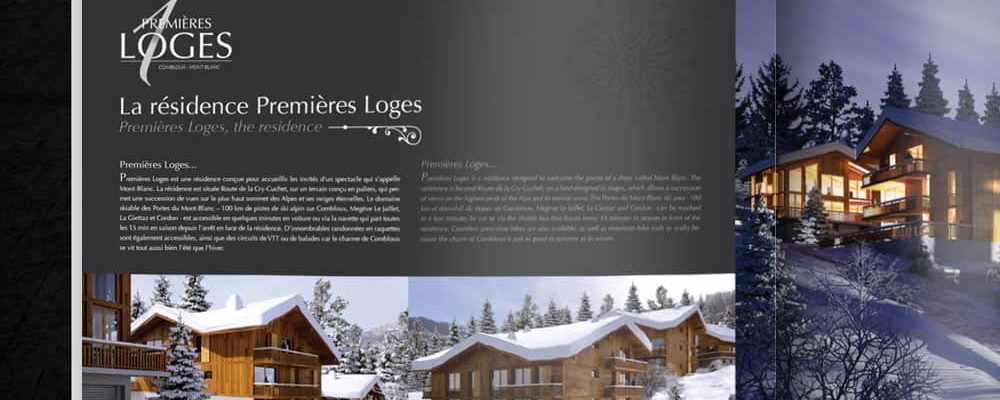 PREMIÈRES
LOGES
COMBLOUX - MONT BLANC
La résidence Premières Loges
Premières Loges, the residence
Premières Loges...
Premières Loges est une résidence conçue pour accueillir les invités d'un spectacle qui s'appelle
Mont-Blanc. La résidence est située Route de la Cry-Cuchet, sur un terrain conçu en paliers, qui per-
met une succession de vues sur le plus haut sommet des Alpes et ses neiges éternelles. Le domaine
skiable des Portes du Mont Blanc – 100 km de pistes de ski alpin sur Combloux, Megève Le Jaillet,
La Giettaz et Cordon - est accessible en quelques minutes en voiture ou via la navette qui part toutes
les 15 min en saison depuis l'arrêt en face de la résidence. D'innombrables randonnées en raquettes
sont également accessibles, ainsi que des circuits de VTT ou de balades car le charme de Combloux
se vit tout aussi bien l'été que l'hiver.
Premières Loges...
Premières Loges is a residence designed to welcome the guests of a show called Mont Blanc. The
residence is located Route de la Cry-Cuchet, on a land designed in stages, which allow a succession
of views on the highest peak of the Alps and its eternal snow. The Portes du Mont Blanc ski area - 100
km of downhill ski slopes on Combloux, Megève Le Jaillet, La Giettaz and Cordon - can be reached
in a few minutes by car or via the shuttle bus that leaves every 15 minutes in season in front of the
residence. Countless snowshoe hikes are also available, as well as mountain bike trails or walks be-
cause the charm of Combloux is just as good in summer as in winter.